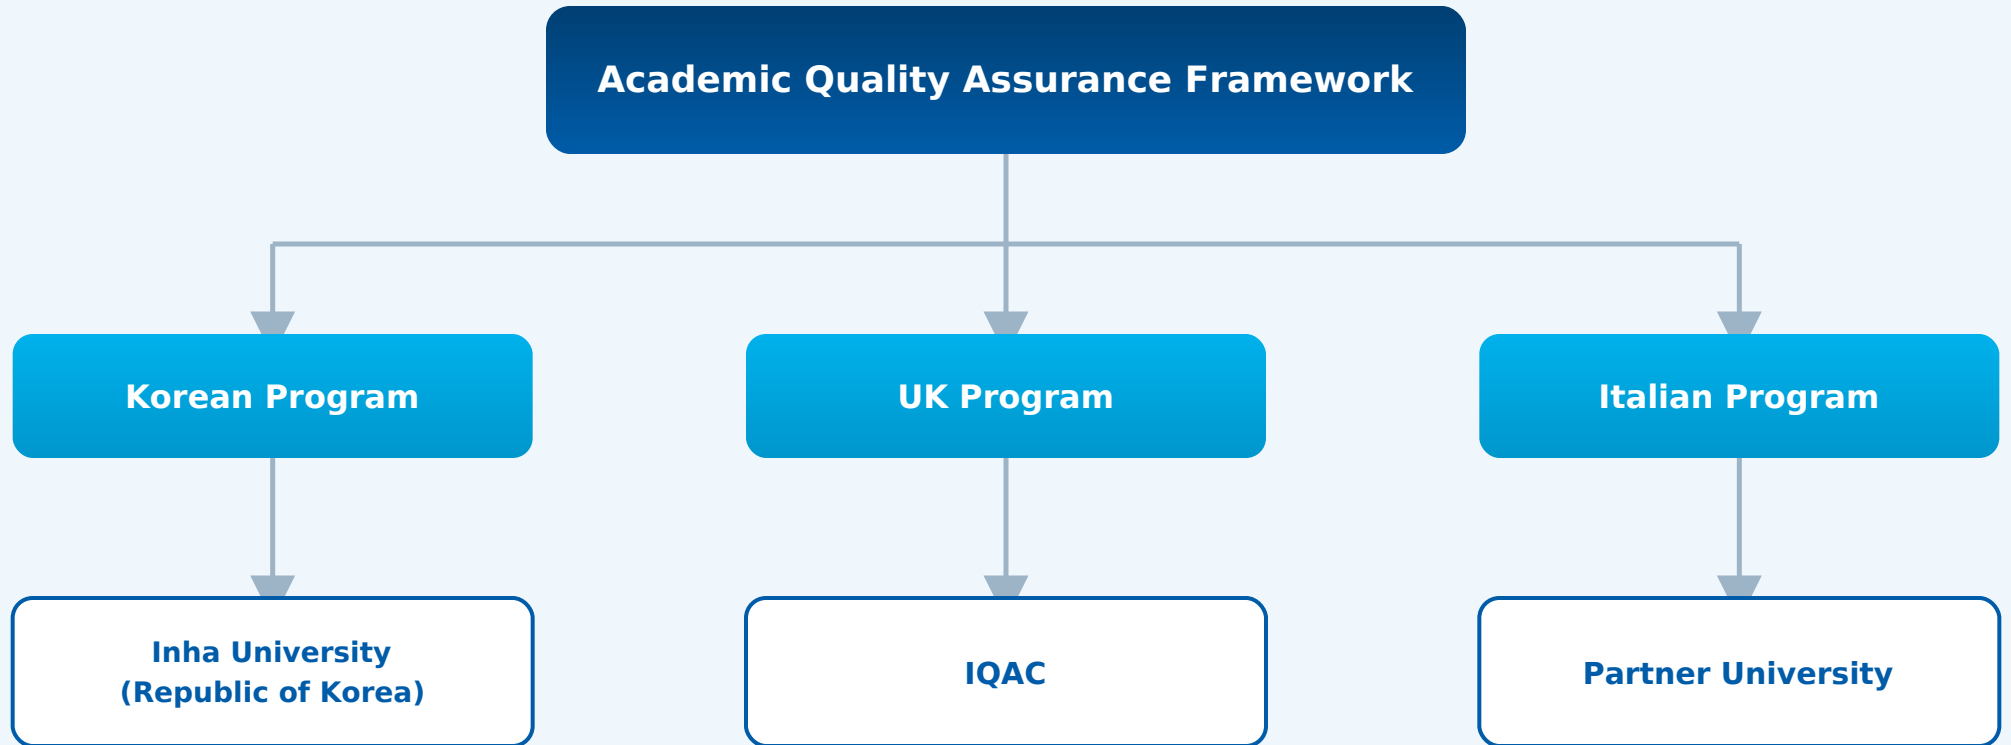 Academic Quality Assurance Framework
Korean Program
UK Program
Italian Program
Inha University
(Republic of Korea)
IQAC
Partner University